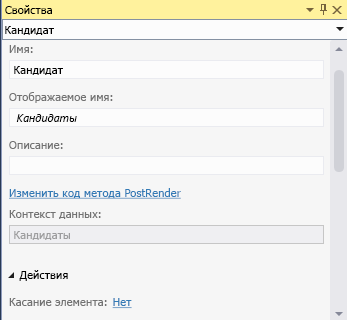 Свойства
Кандидат
Имя:
Кандидат
Отображаемое имя:
Кандидаты
Описание:
Изменить код метода PostRender
Контекст данных:
Кандидаты
Действия
Касание элемента: Нет